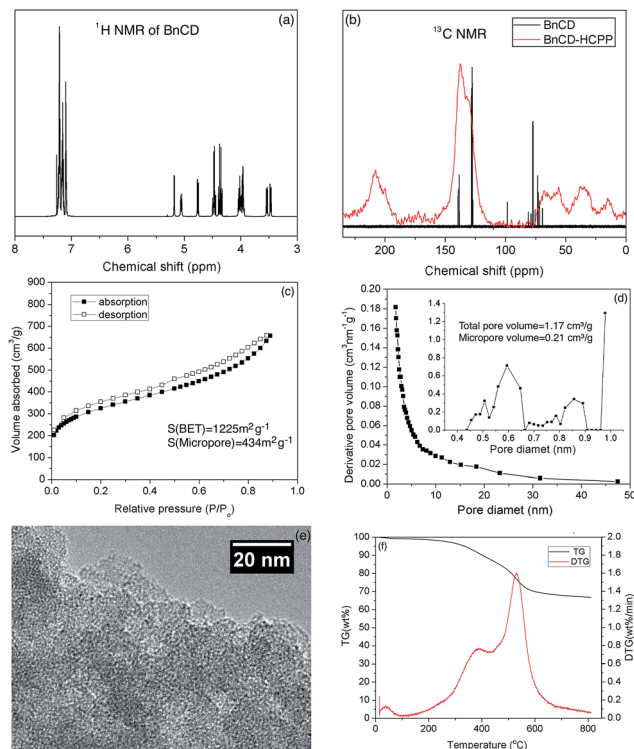 (a)
¹H NMR of BnCD
8 7 6 5 4 3
Chemical shift (ppm)
(b)
¹³C NMR
BnCD
BnCD-HCPP
200 150 100 50 0
Chemical shift (ppm)
(c)
absorption
desorption
900
800
700
600
500
400
300
200
100
0
Volume absorbed (cm³/g)
S(BET)=1225m²g⁻¹
S(Micropore)=434m²g⁻¹
0.0 0.2 0.4 0.6 0.8 1.0
Relative pressure (P/Pₒ)
(d)
0.20
0.18
0.16
0.14
0.12
0.10
0.08
0.06
0.04
0.02
0.00
Derivative pore volume (cm³nm⁻¹g⁻¹)
1.4
1.2
1.0
0.8
0.6
0.4
0.2
0.0
Total pore volume=1.17 cm³/g
Micropore volume=0.21 cm³/g
0.4 0.5 0.6 0.7 0.8 0.9 1.0
Pore diamet (nm)
0 10 20 30 40 50
Pore diamet (nm)
(e)
20 nm
(f)
TG
DTG
100
90
80
70
60
50
40
30
20
10
0
TG(wt%)
2.0
1.8
1.6
1.4
1.2
1.0
0.8
0.6
0.4
0.2
0.0
DTG(wt%/min)
0 200 400 600 800
Temperature (°C)